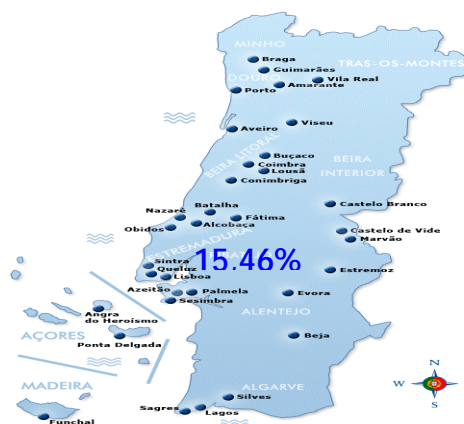 MINHO
Braga
Guimarães
TRAS-OS-MONTES
Vila Real
DOURO
Amarante
Porto
Viseu
Aveiro
BEIRA LITORAL
Buçaco
Coimbra
Lousã
BEIRA
INTERIOR
Conimbriga
Castelo Branco
Batalha
Nazaré
Fátima
Alcobaça
Obidos
Castelo de Vide
Marvão
ESTREMADURA
15.46%
Sintra
Queluz
Lisboa
Estremoz
Azeitão
Palmela
Sesimbra
Evora
ALENTEJO
Angra
do Heroísmo
AÇORES
Ponta Delgada
Beja
MADEIRA
ALGARVE
Silves
Sagres
Lagos
Funchal
N
W
E
S